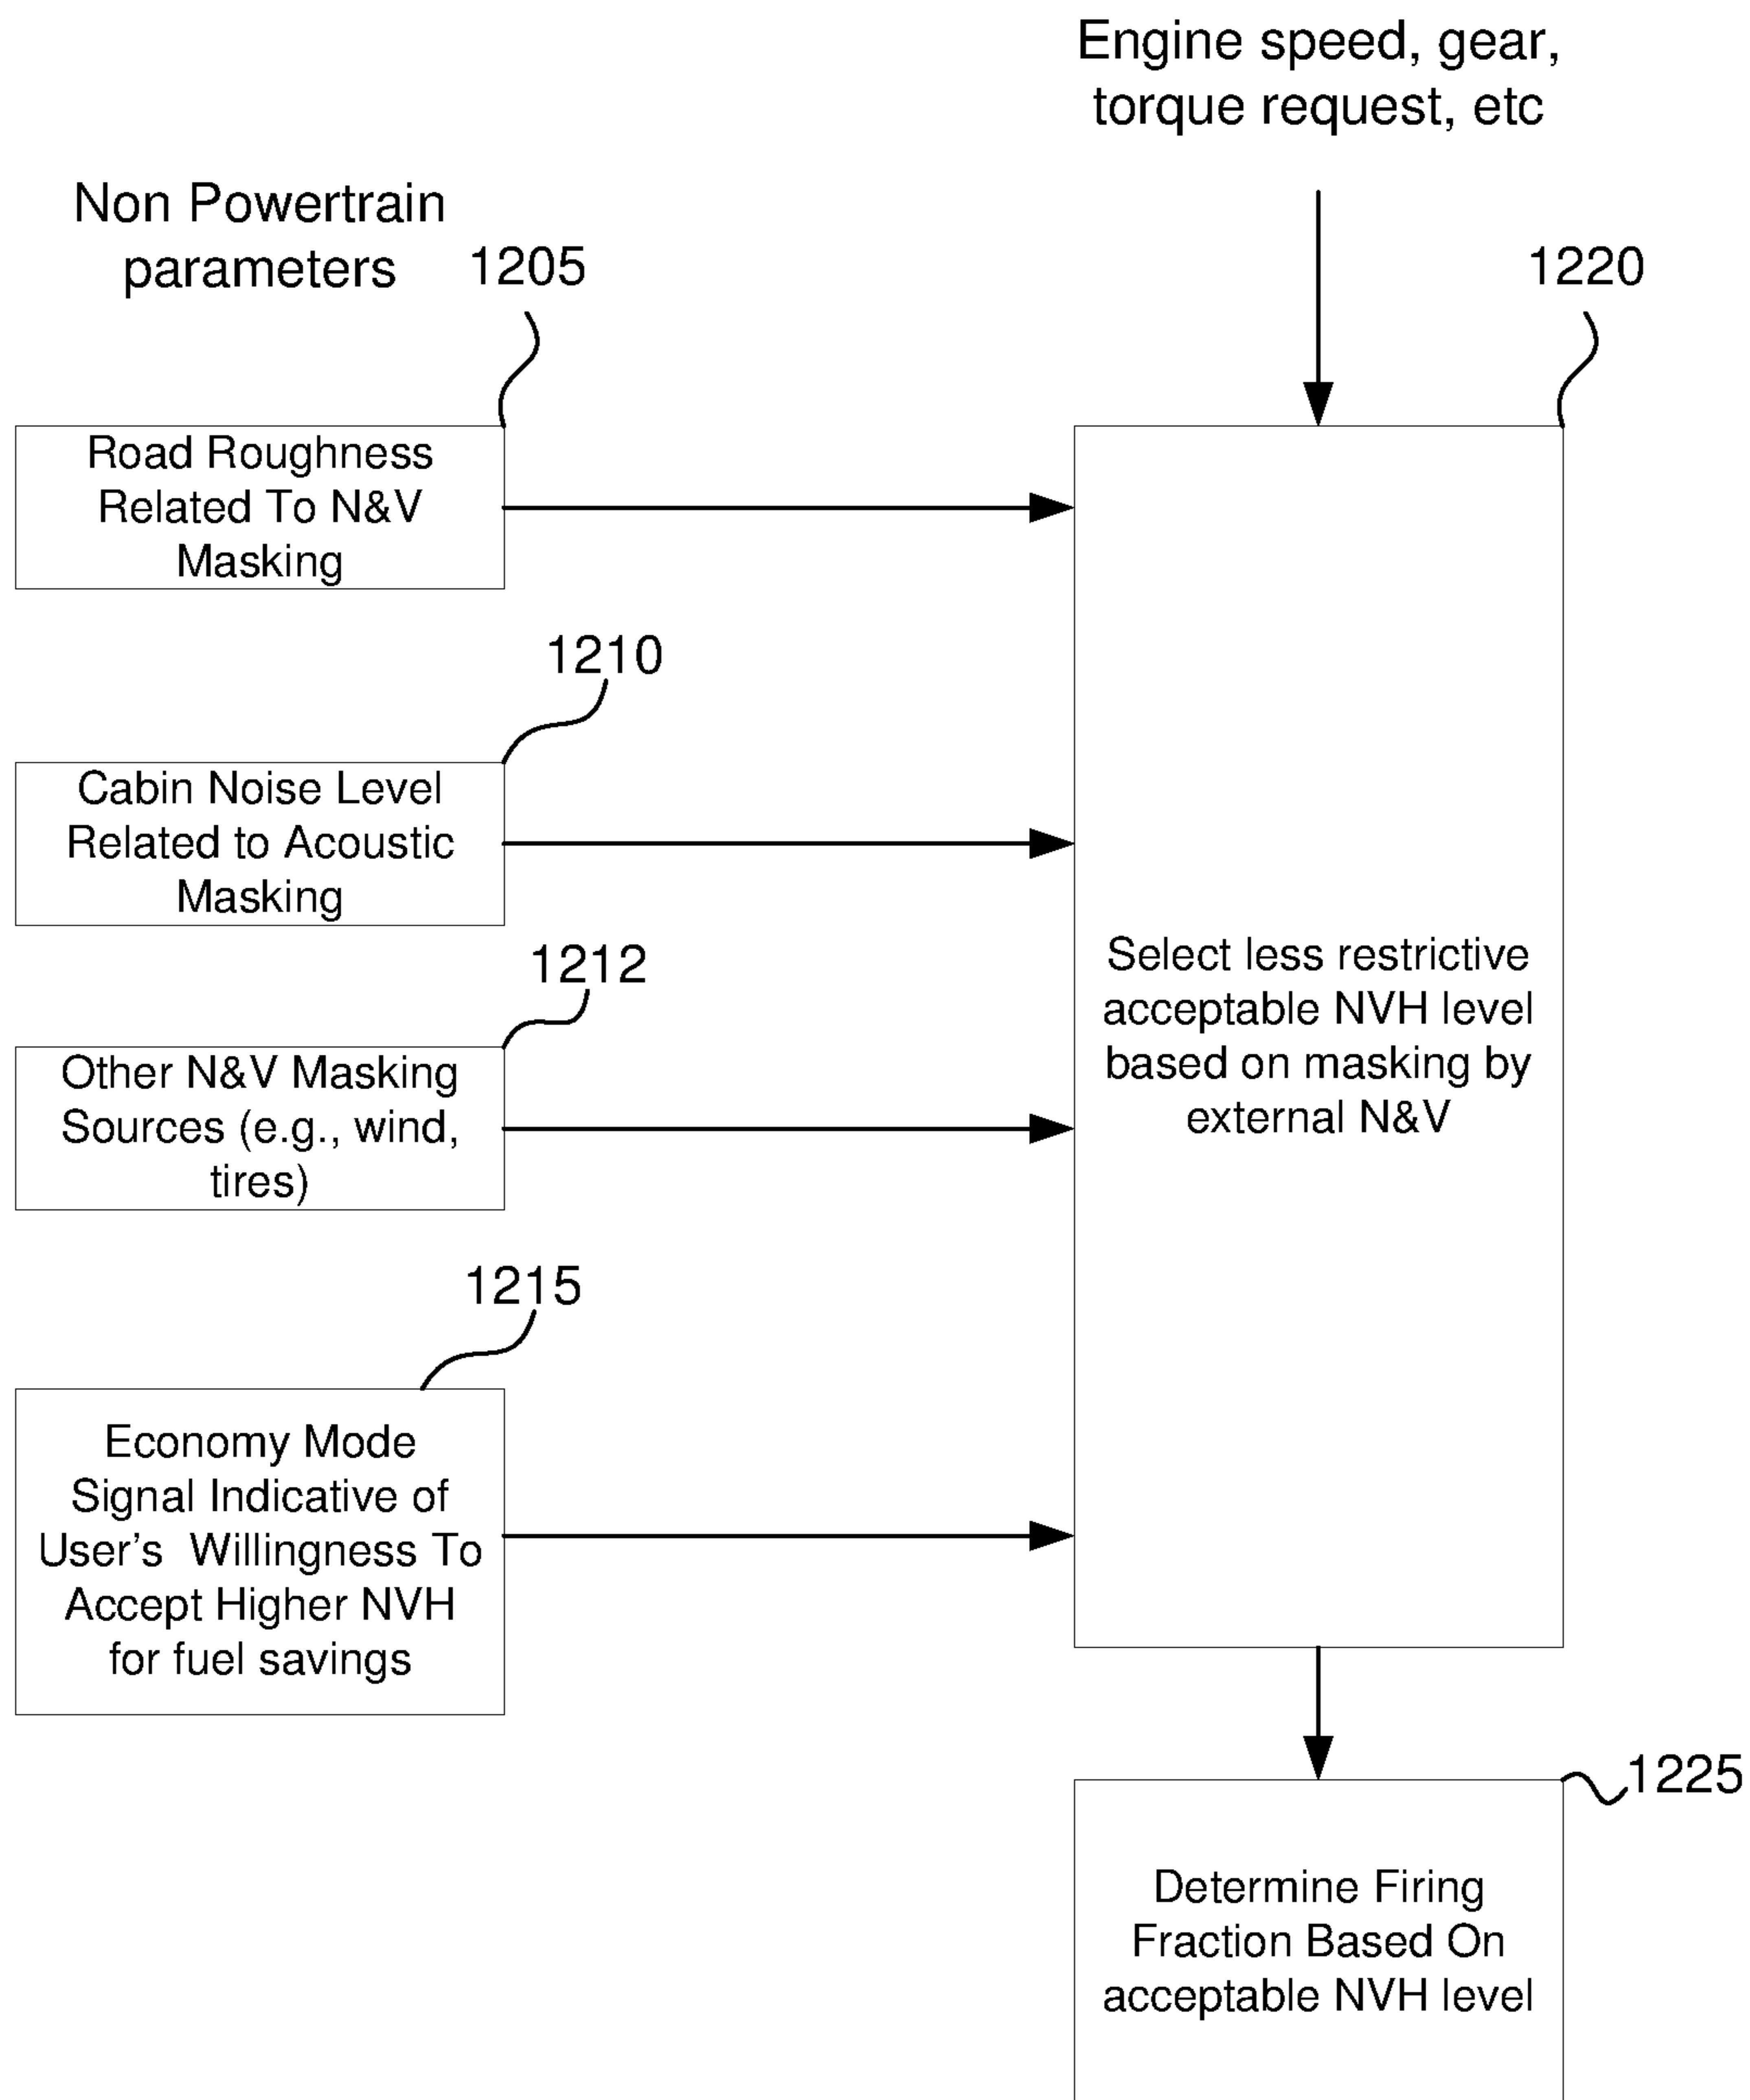 Engine speed, gear,
torque request, etc
Non Powertrain
parameters
1205
1220
Road Roughness
Related To N&V
Masking
1210
Cabin Noise Level
Related to Acoustic
Masking
1212
Other N&V Masking
Sources (e.g., wind,
tires)
Select less restrictive
acceptable NVH level
based on masking by
external N&V
1215
Economy Mode
Signal Indicative of
User's  Willingness To
Accept Higher NVH
for fuel savings
1225
Determine Firing
Fraction Based On
acceptable NVH level